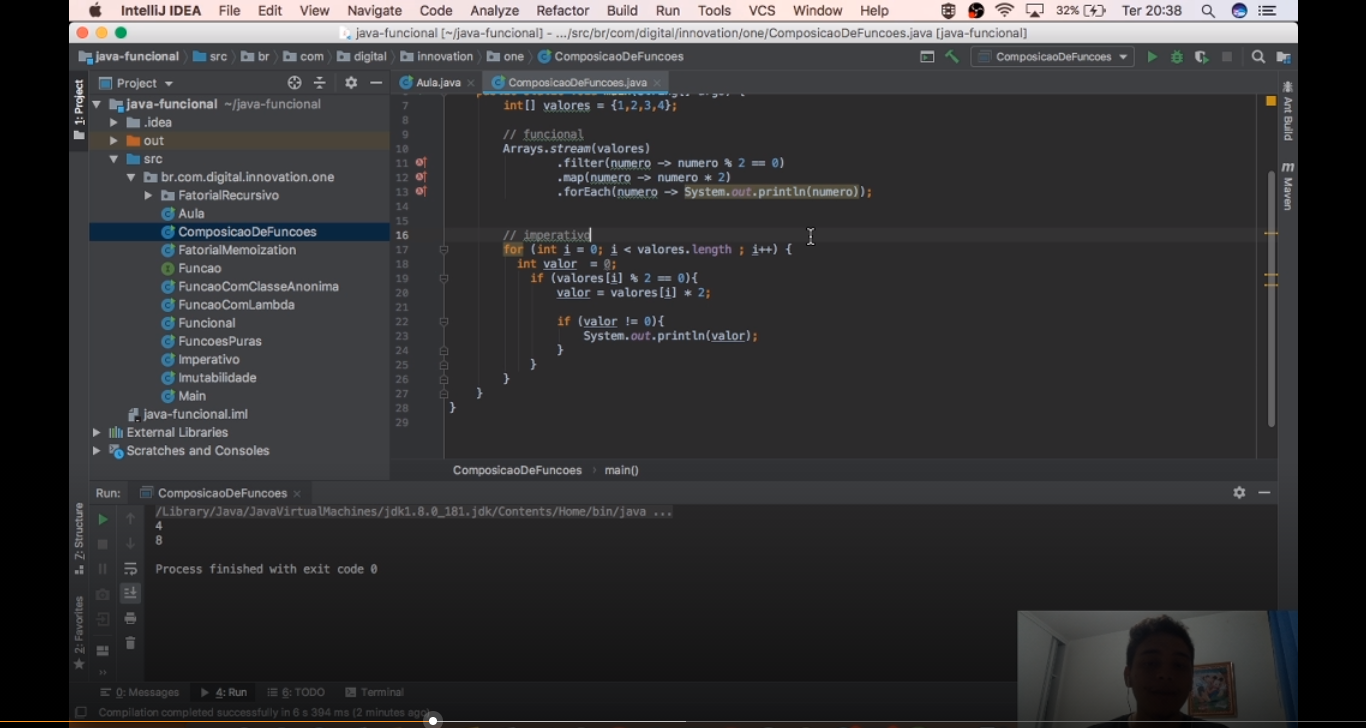 IntelliJ IDEA File Edit View Navigate Code Analyze Refactor Build Run Tools VCS Window Help 32% Ter 20:38
java-funcional [~/java-funcional] - .../src/br/com/digital/innovation/one/ComposicaoDeFuncoes.java [java-funcional]
java-funcional src br com digital innovation one ComposicaoDeFuncoes ComposicaoDeFuncoes
1: Project
Project
Aula.java ComposicaoDeFuncoes.java
java-funcional ~/java-funcional
.idea
out
src
br.com.digital.innovation.one
FatorialRecursivo
Aula
ComposicaoDeFuncoes
FatorialMemoization
Funcao
FuncaoComClasseAnonima
FuncaoComLambda
Funcional
FuncoesPuras
Imperativo
Imutabilidade
Main
java-funcional.iml
External Libraries
Scratches and Consoles
7 int[] valores = {1,2,3,4};
8
9 // funcional
10 Arrays.stream(valores)
11 .filter(numero -> numero % 2 == 0)
12 .map(numero -> numero * 2)
13 .forEach(numero -> System.out.println(numero));
14
15
16 // imperativo
17 for (int i = 0; i < valores.length ; i++) {
18 int valor  = 0;
19 if (valores[i] % 2 == 0){
20 valor = valores[i] * 2;
21
22 if (valor != 0){
23 System.out.println(valor);
24 }
25 }
26 }
27 }
28 }
29
Ant Build
Maven
ComposicaoDeFuncoes main()
Run: ComposicaoDeFuncoes
/Library/Java/JavaVirtualMachines/jdk1.8.0_181.jdk/Contents/Home/bin/java ...
4
8
Process finished with exit code 0
7: Structure
2: Favorites
0: Messages 4: Run 6: TODO Terminal
Compilation completed successfully in 6 s 394 ms (2 minutes ago)